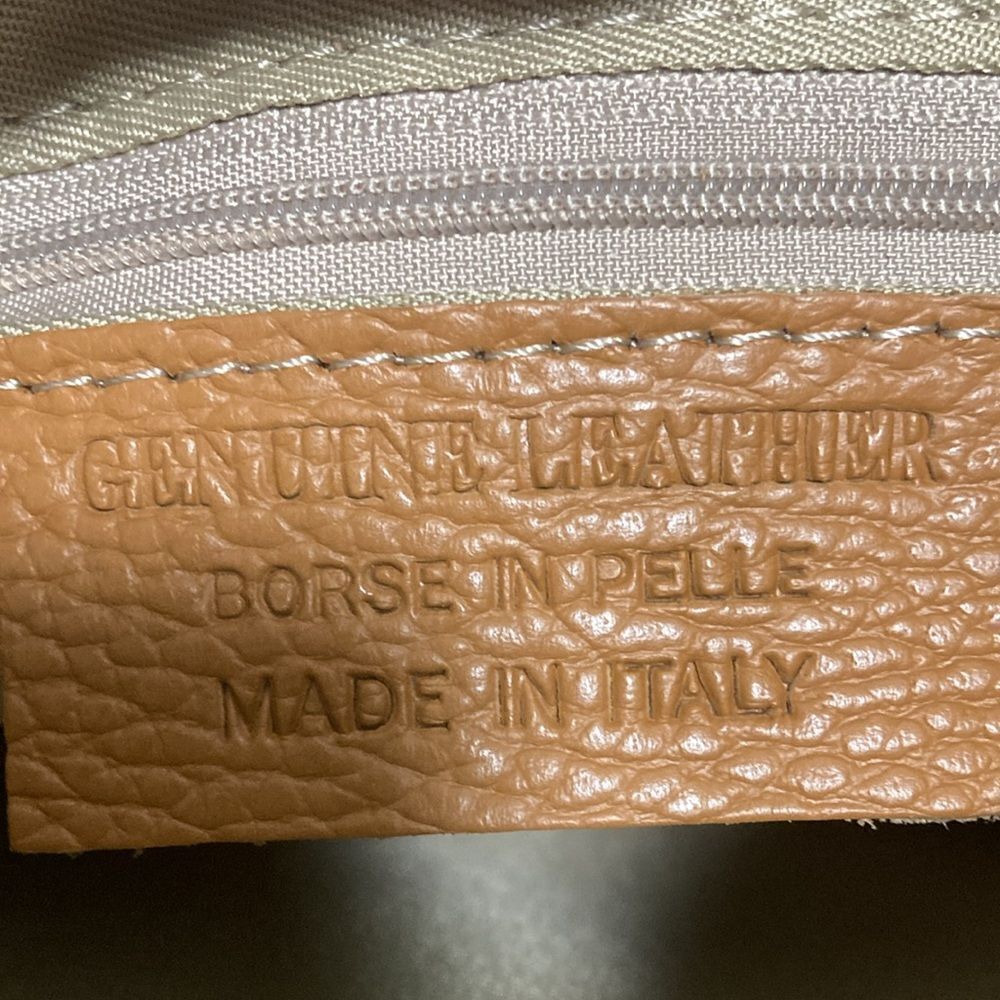 GENUINE LEATHER
BORSE IN PELLE
MADE IN ITALY